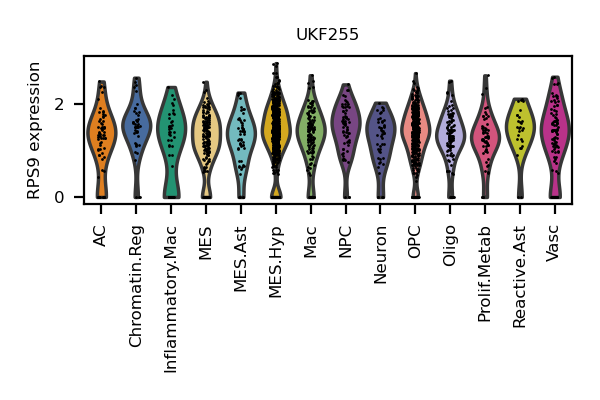 UKF255
RPS9 expression
2
0
AC
Chromatin.Reg
Inflammatory.Mac
MES
MES.Ast
MES.Hyp
Mac
NPC
Neuron
OPC
Oligo
Prolif.Metab
Reactive.Ast
Vasc